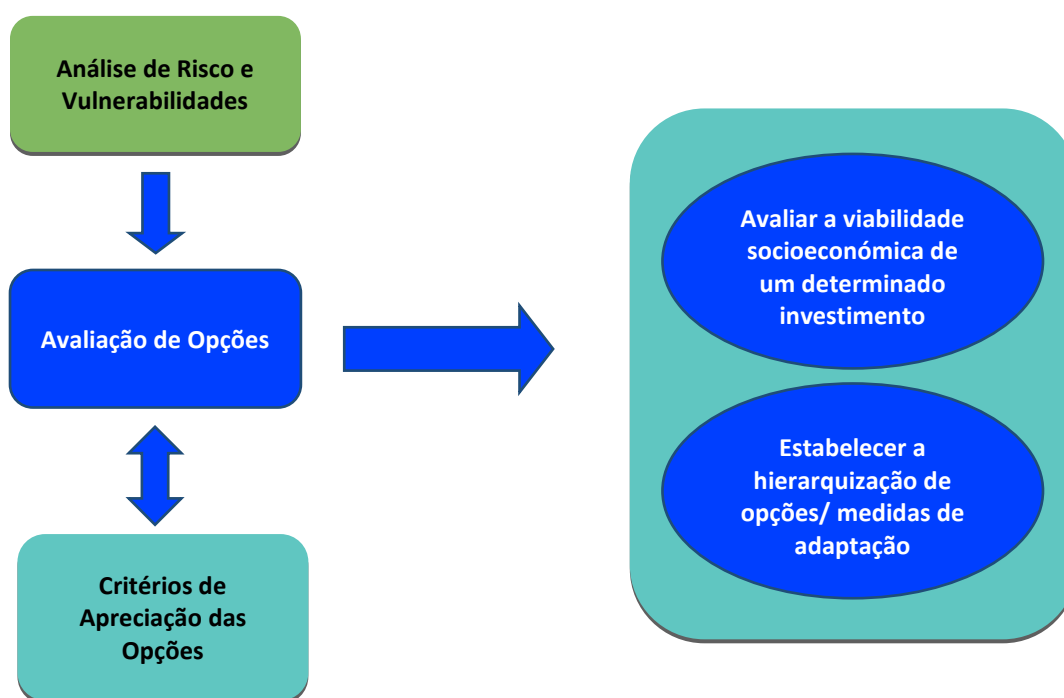 Análise de Risco e
Vulnerabilidades
Avaliação de Opções
Critérios de
Apreciação das
Opções
Avaliar a viabilidade
socioeconómica de
um determinado
investimento
Estabelecer a
hierarquização de
opções/ medidas de
adaptação